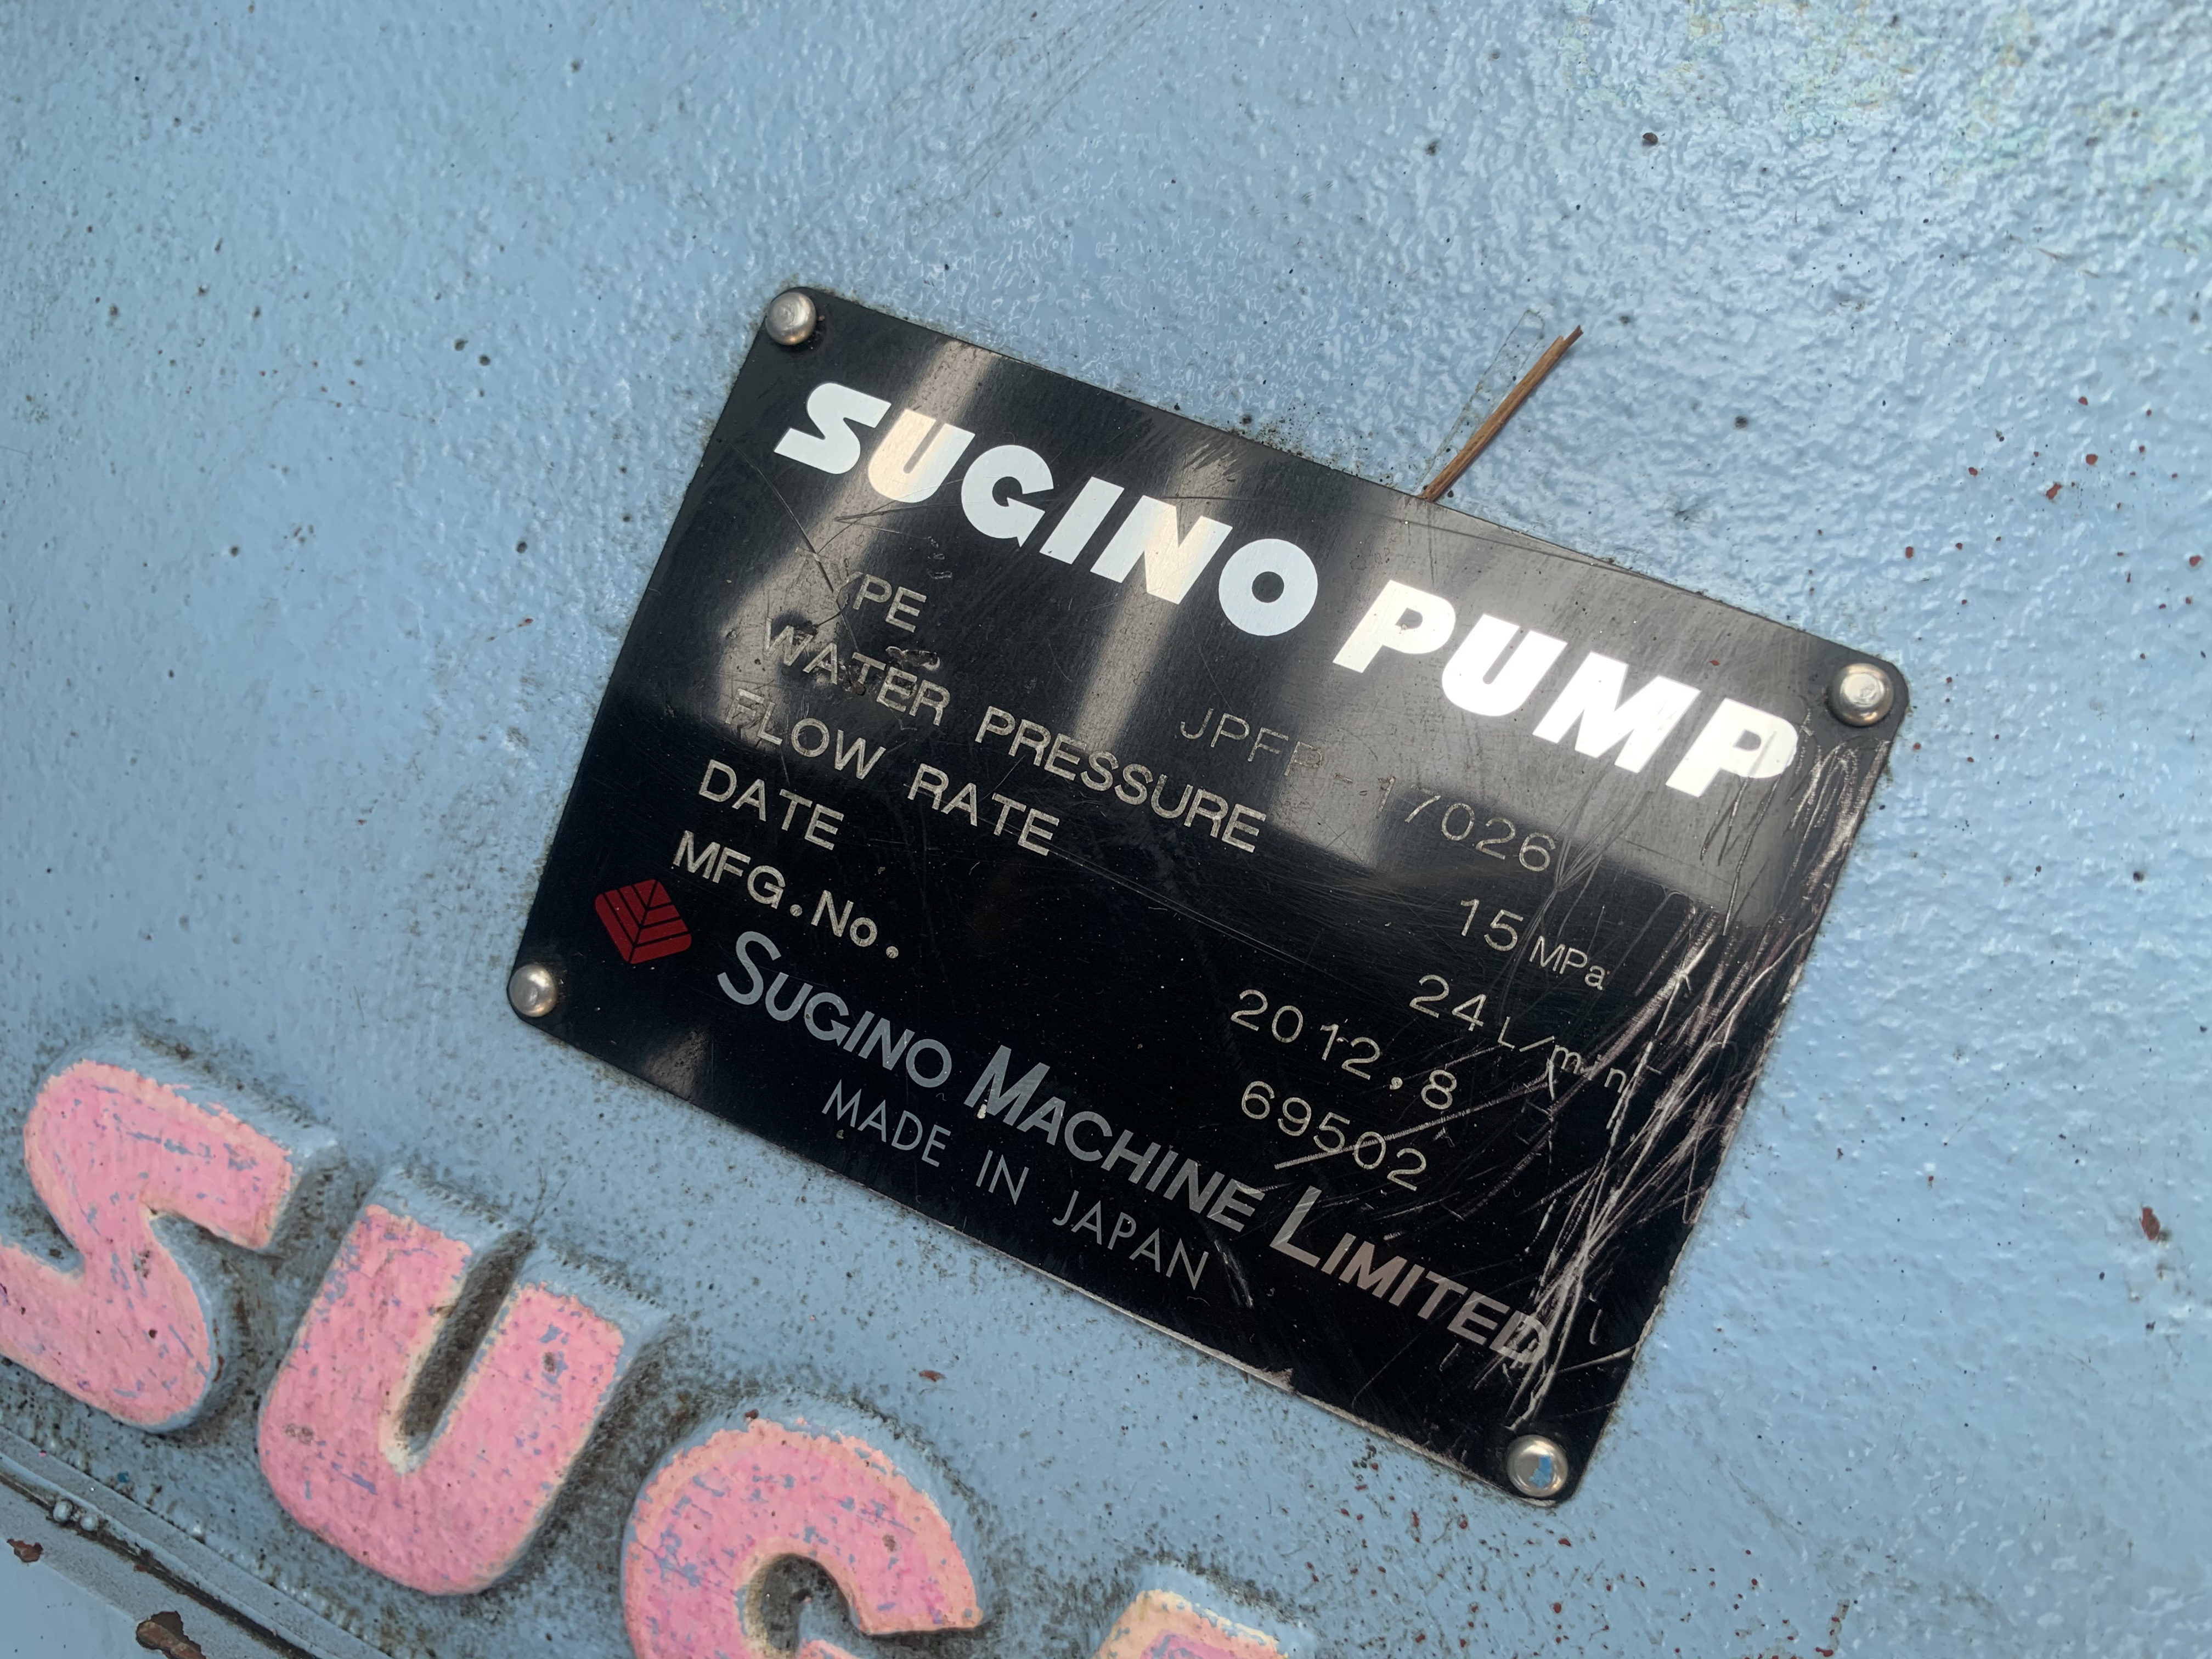 SUGINO PUMP
TYPE JPFP-17026
WATER PRESSURE 15 MPa
FLOW RATE 24 L/min
DATE 2012.8
MFG.No. 69502
SUGINO MACHINE LIMITED
MADE IN JAPAN
SUG